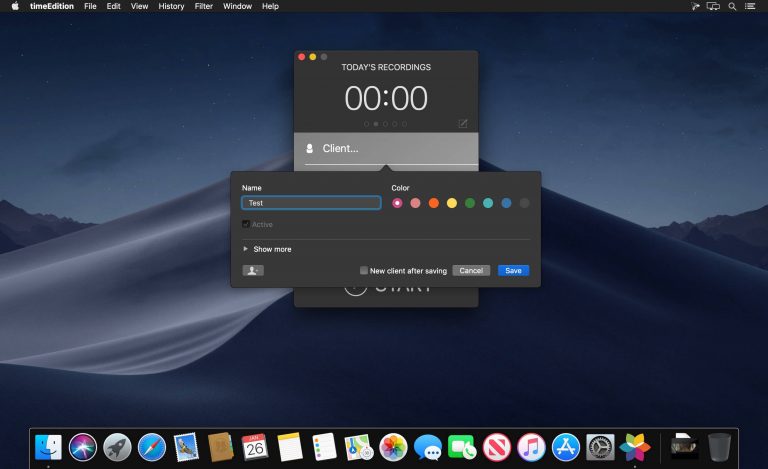 timeEdition File Edit View History Filter Window Help
TODAY'S RECORDINGS
00:00
Client...
Name
Color
Test
Active
Show more
New client after saving
Cancel
Save
START
JAN
26